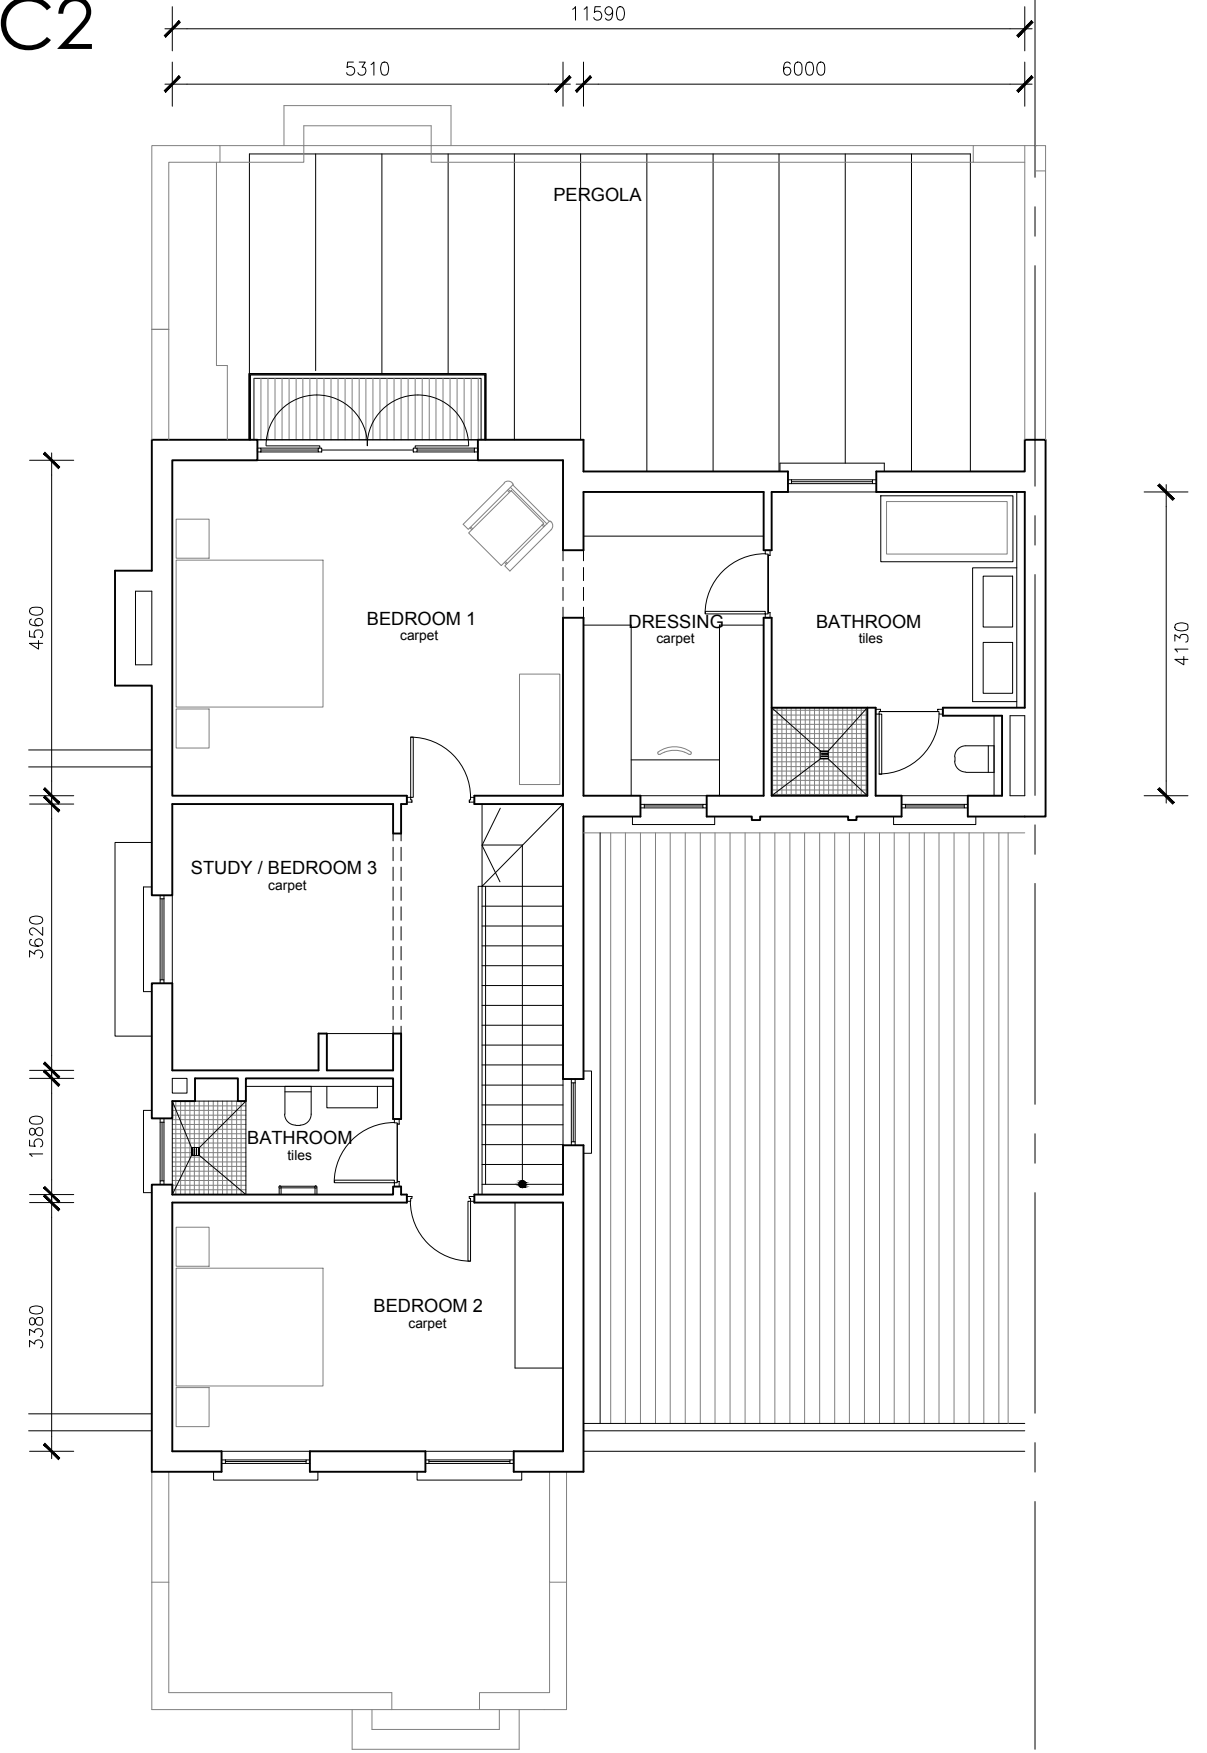 C2
11590
5310
6000
PERGOLA
4560
BEDROOM 1
carpet
DRESSING
carpet
BATHROOM
tiles
4130
STUDY / BEDROOM 3
carpet
3620
1580
BATHROOM
tiles
3380
BEDROOM 2
carpet